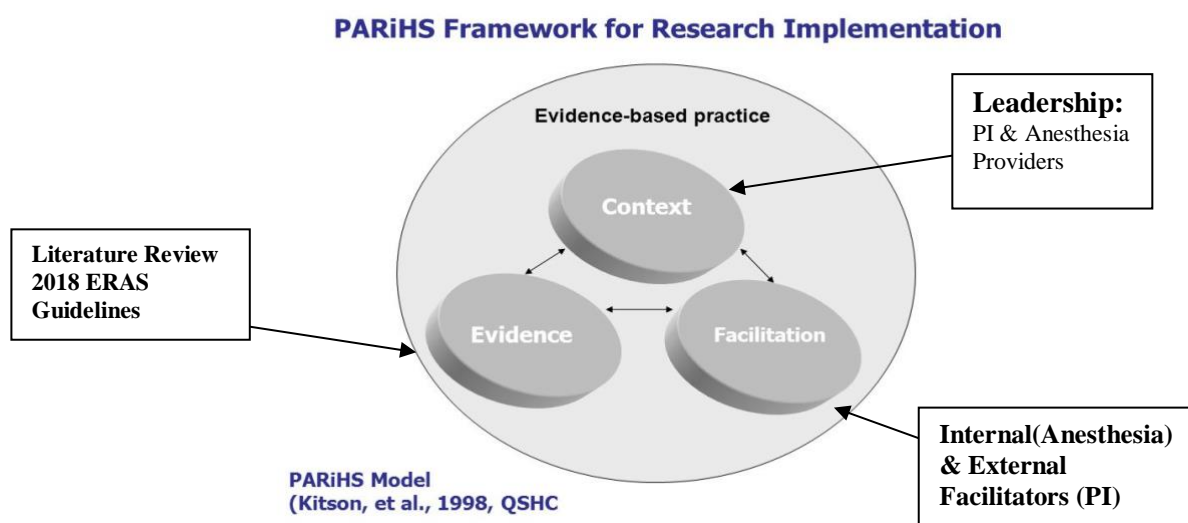 PARiHS Framework for Research Implementation
Leadership:
PI & Anesthesia
Providers
Evidence-based practice
Context
Literature Review
2018 ERAS
Guidelines
Evidence
Facilitation
Internal(Anesthesia)
& External
Facilitators (PI)
PARiHS Model
(Kitson, et al., 1998, QSHC